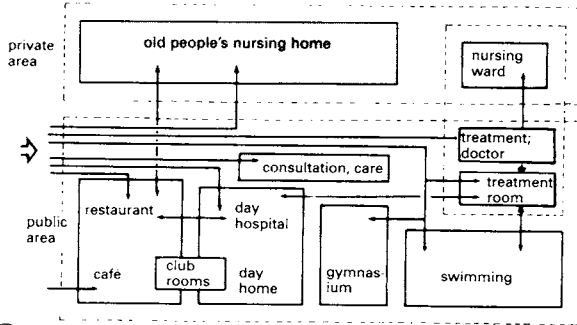 private
area
old people's nursing home
nursing
ward
treatment;
doctor
consultation, care
treatment
room
restaurant
day
hospital
public
area
club
rooms
café
day
home
gymnas-
ium
swimming